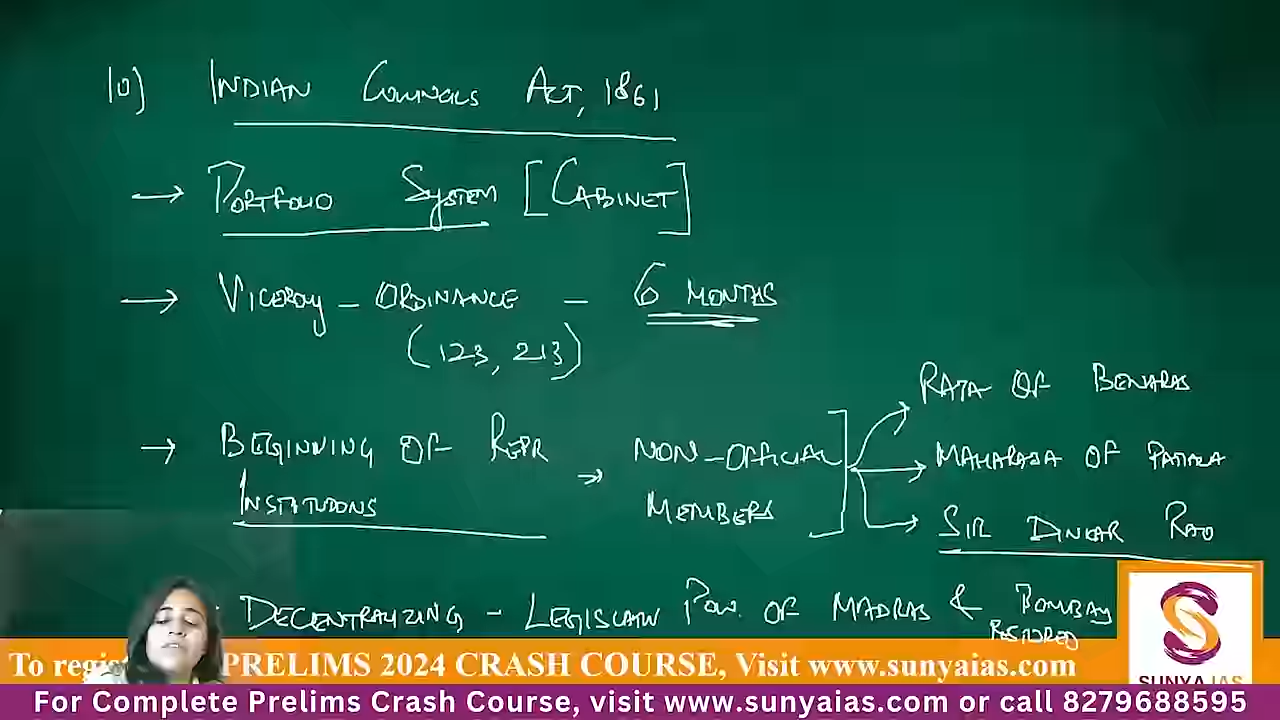 10) INDIAN COUNCILS ACT, 1861
→ PORTFOLIO SYSTEM [CABINET]
→ VICEROY - ORDINANCE - 6 MONTHS
(123, 213)
→ BEGINNING OF REPR INSTITUTIONS → NON-OFFICIAL MEMBERS
RAJA OF BENARAS
MAHARAJA OF PATIALA
SIR DINKAR RAO
DECENTRALIZING - LEGISLATIV POW. OF MADRAS & BOMBAY RESTORED
To regi PRELIMS 2024 CRASH COURSE, Visit www.sunyaias.com
SUNYA IAS
For Complete Prelims Crash Course, visit www.sunyaias.com or call 8279688595